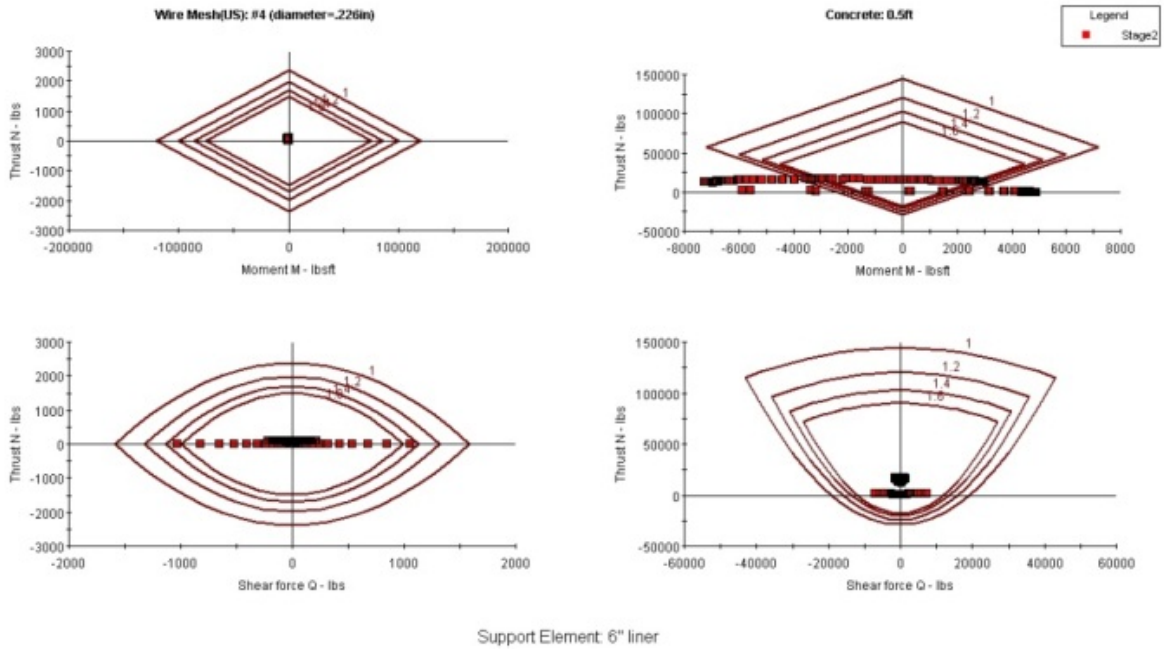 Wire Mesh(US): #4 (diameter=.226in)
Concrete: 0.5ft
Legend
Stage2
3000
2000
1000
0
-1000
-2000
-3000
Thrust N - lbs
1
-200000 -100000 0 100000 200000
Moment M - lbsft
150000
100000
50000
0
-50000
Thrust N - lbs
1
1.2
1.4
1.6
-8000 -6000 -4000 -2000 0 2000 4000 6000 8000
Moment M - lbsft
3000
2000
1000
0
-1000
-2000
-3000
Thrust N - lbs
1
1.2
-2000 -1000 0 1000 2000
Shear force Q - lbs
150000
100000
50000
0
-50000
Thrust N - lbs
1
1.2
1.4
1.6
-60000 -40000 -20000 0 20000 40000 60000
Shear force Q - lbs
Support Element: 6" liner